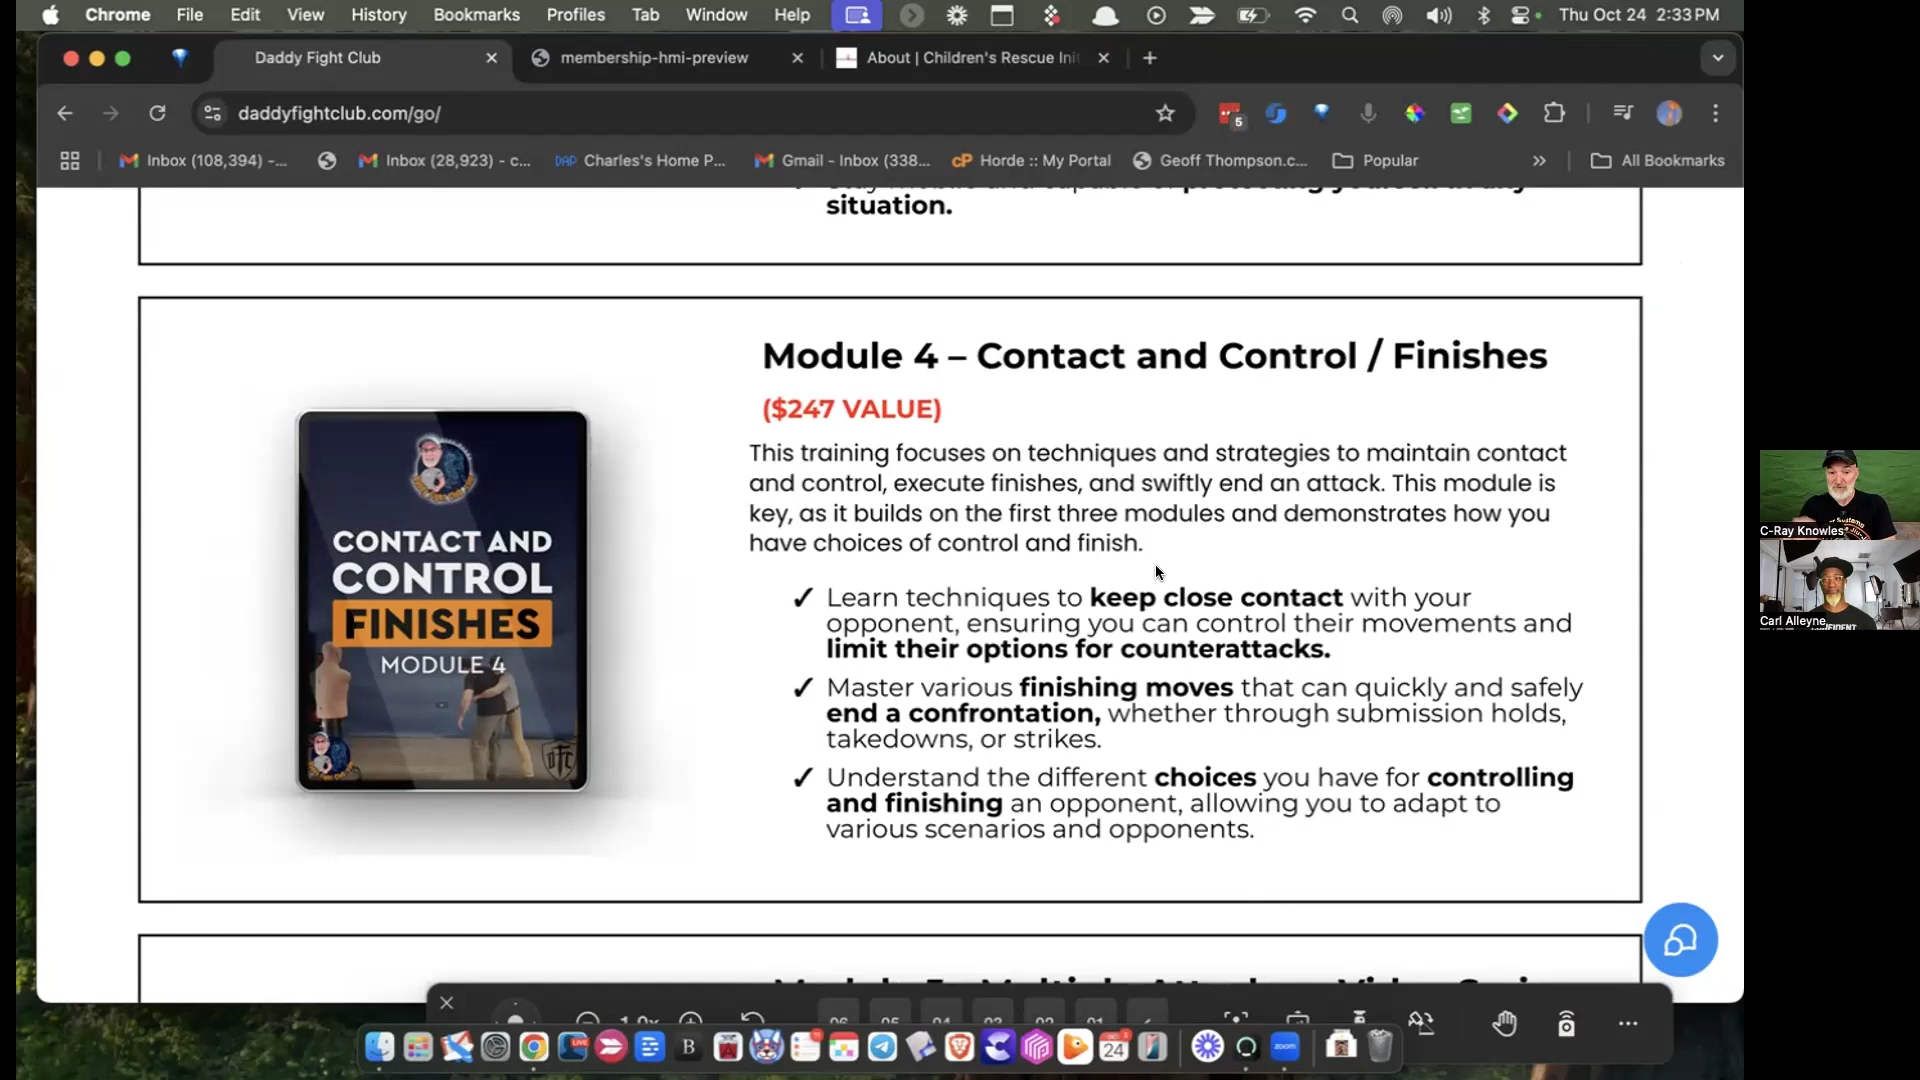 Chrome File Edit View History Bookmarks Profiles Tab Window Help Thu Oct 24 2:33 PM
Daddy Fight Club membership-hmi-preview About | Children's Rescue Ini
daddyfightclub.com/go/ 5
Inbox (108,394) -... Inbox (28,923) - c... DAP Charles's Home P... Gmail - Inbox (338... cP Horde :: My Portal Geoff Thompson.c... Popular All Bookmarks
situation.
Module 4 – Contact and Control / Finishes
($247 VALUE)
This training focuses on techniques and strategies to maintain contact
and control, execute finishes, and swiftly end an attack. This module is
key, as it builds on the first three modules and demonstrates how you
have choices of control and finish.
✓ Learn techniques to keep close contact with your
opponent, ensuring you can control their movements and
limit their options for counterattacks.
✓ Master various finishing moves that can quickly and safely
end a confrontation, whether through submission holds,
takedowns, or strikes.
✓ Understand the different choices you have for controlling
and finishing an opponent, allowing you to adapt to
various scenarios and opponents.
CONTACT AND
CONTROL
FINISHES
MODULE 4
DFC
C-Ray Knowles
Carl Alleyne
LIVE
B
24
zoom